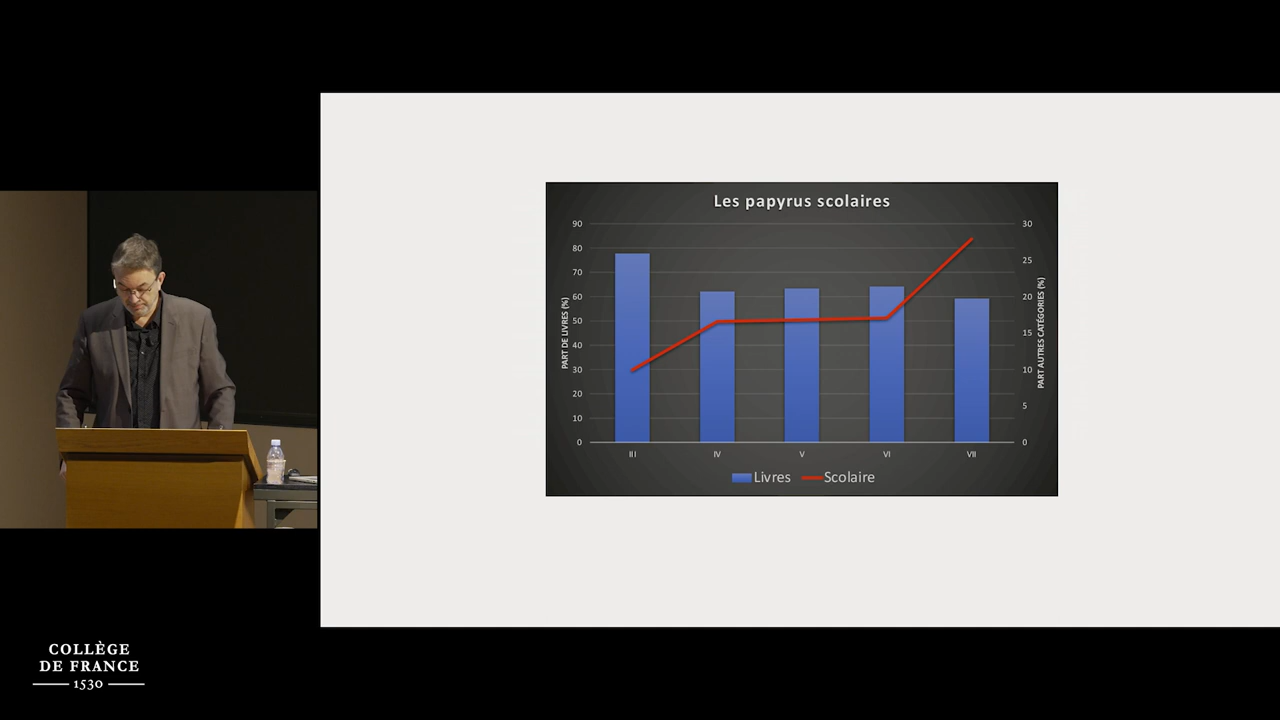 Les papyrus scolaires
90
80
70
60
50
40
30
20
10
0
PART DE LIVRES (%)
30
25
20
15
10
5
0
PART AUTRES CATÉGORIES (%)
III
IV
V
VI
VII
Livres
Scolaire
COLLÈGE
DE FRANCE
1530